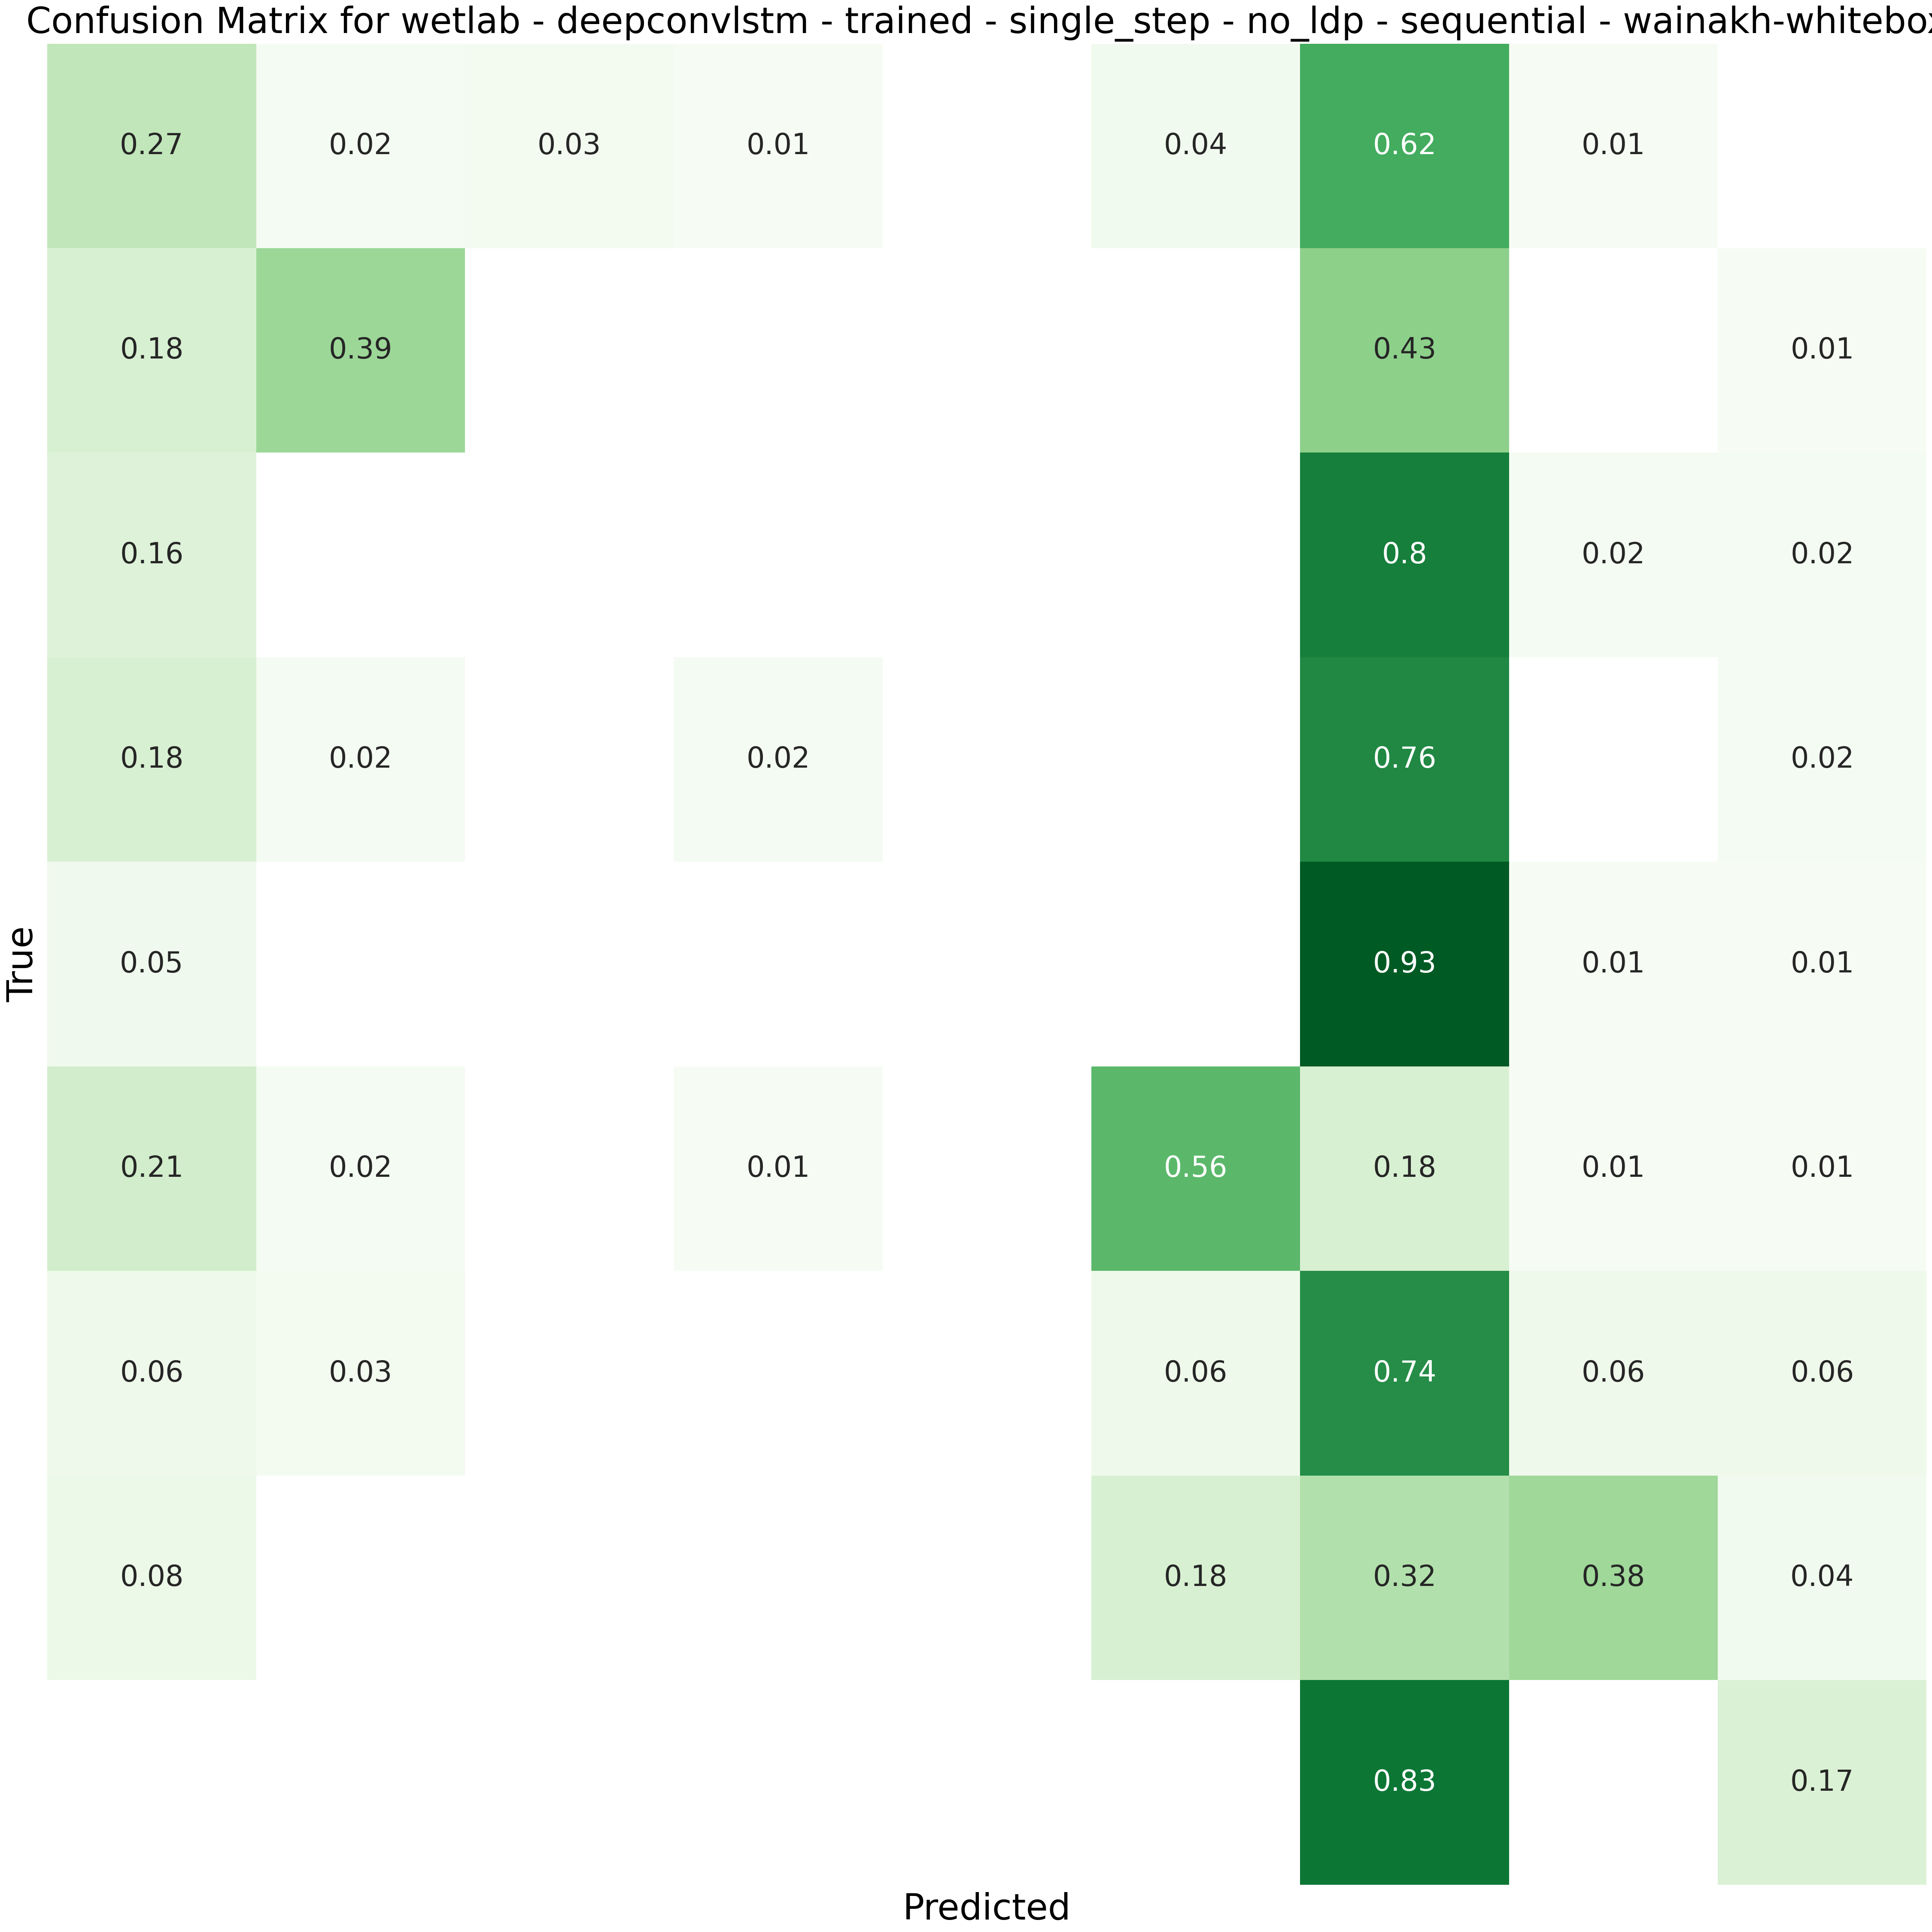 Confusion Matrix for wetlab - deepconvlstm - trained - single_step - no_ldp - sequential - wainakh-whitebox
0.27 0.02 0.03 0.01 0.04 0.62 0.01
0.18 0.39 0.43 0.01
0.16 0.8 0.02 0.02
0.18 0.02 0.02 0.76 0.02
0.05 0.93 0.01 0.01
0.21 0.02 0.01 0.56 0.18 0.01 0.01
0.06 0.03 0.06 0.74 0.06 0.06
0.08 0.18 0.32 0.38 0.04
0.83 0.17
True
Predicted